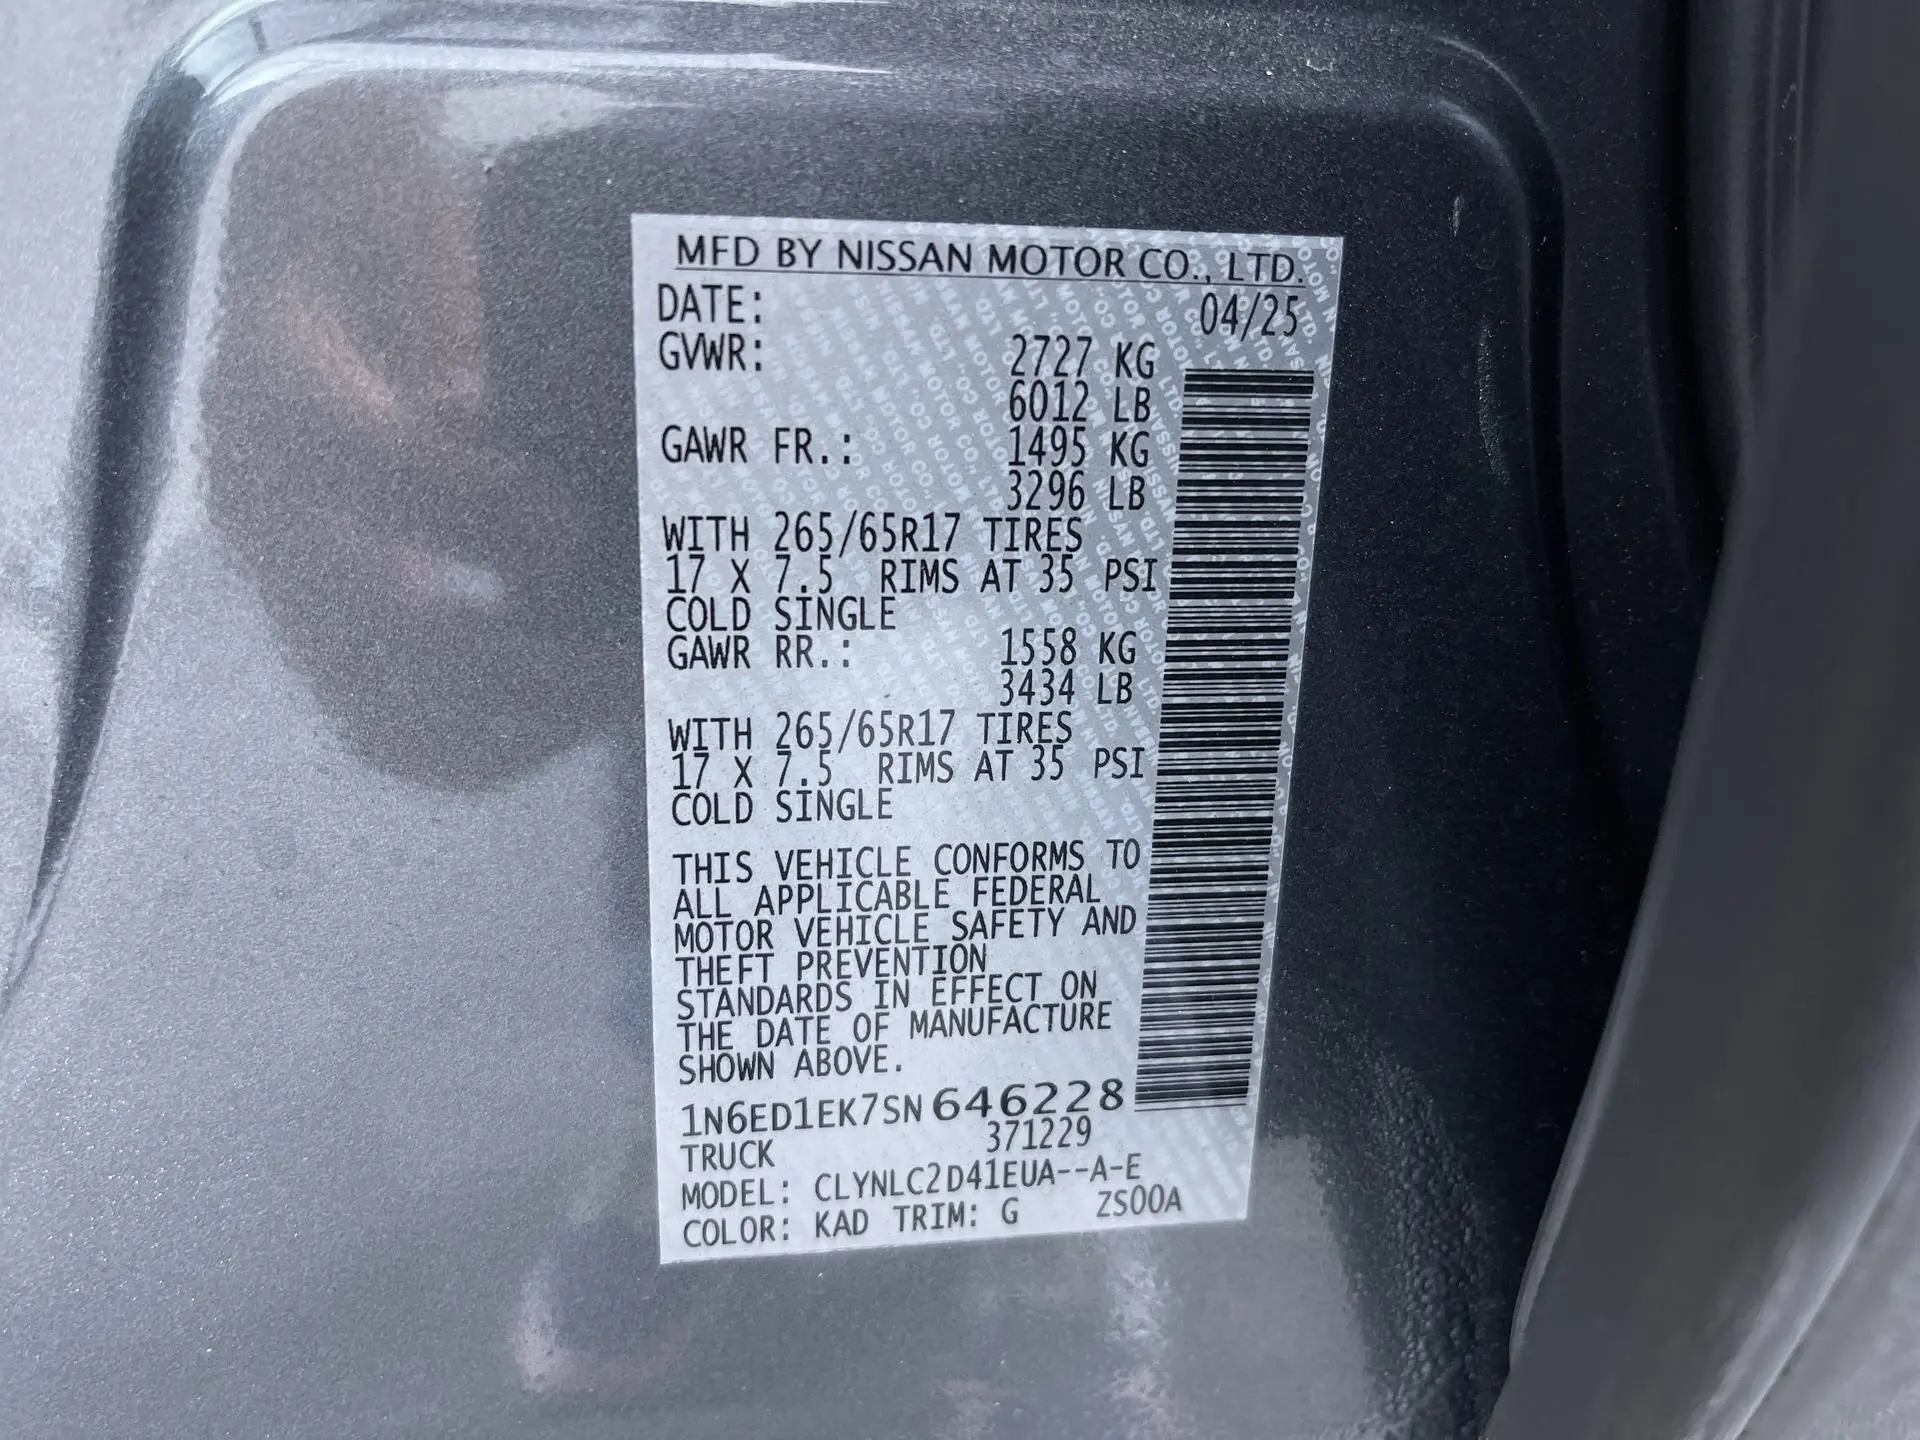 MFD BY NISSAN MOTOR CO., LTD.
DATE: 04/25
GVWR: 2727 KG
6012 LB
GAWR FR.: 1495 KG
3296 LB
WITH 265/65R17 TIRES
17 X 7.5 RIMS AT 35 PSI
COLD SINGLE
GAWR RR.: 1558 KG
3434 LB
WITH 265/65R17 TIRES
17 X 7.5 RIMS AT 35 PSI
COLD SINGLE
THIS VEHICLE CONFORMS TO
ALL APPLICABLE FEDERAL
MOTOR VEHICLE SAFETY AND
THEFT PREVENTION
STANDARDS IN EFFECT ON
THE DATE OF MANUFACTURE
SHOWN ABOVE.
1N6ED1EK7SN646228
TRUCK 371229
MODEL: CLYNLC2D41EUA--A-E
COLOR: KAD TRIM: G ZS00A